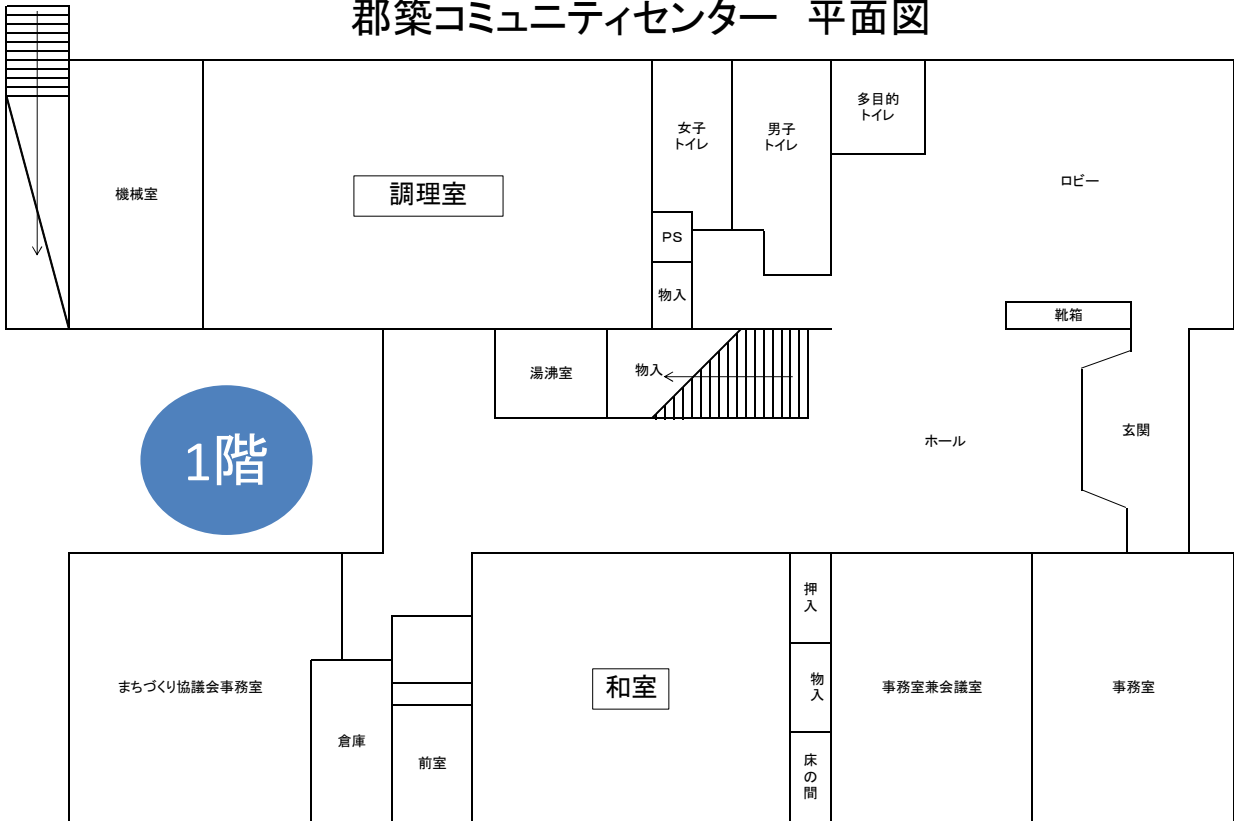 郡築コミュニティセンター 平面図
機械室
調理室
女子
トイレ
男子
トイレ
多目的
トイレ
ロビー
PS
物入
靴箱
湯沸室
物入
1階
ホール
玄関
まちづくり協議会事務室
倉庫
前室
和室
押
入
物
入
床
の
間
事務室兼会議室
事務室